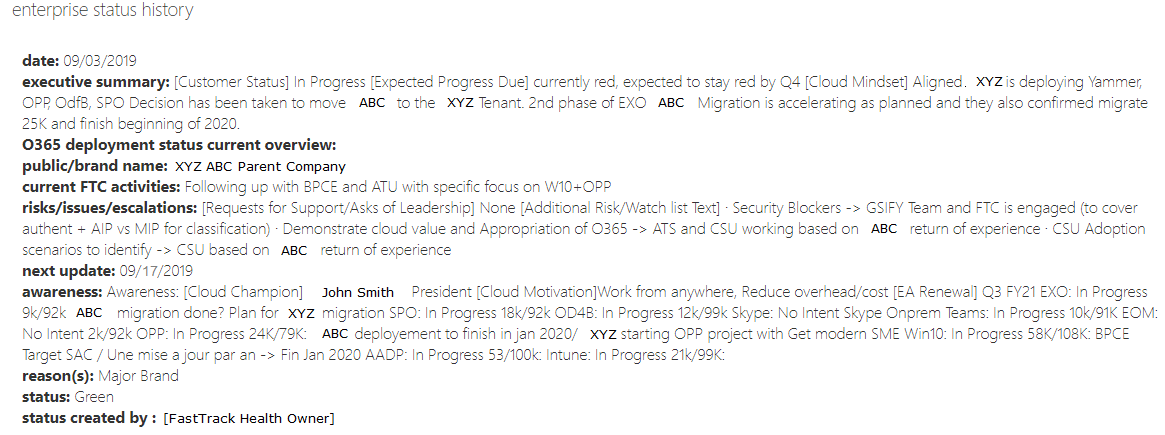 enterprise status history
date: 09/03/2019
executive summary: [Customer Status] In Progress [Expected Progress Due] currently red, expected to stay red by Q4 [Cloud Mindset] Aligned. XYZ is deploying Yammer,
OPP, OdfB, SPO Decision has been taken to move ABC to the XYZ Tenant. 2nd phase of EXO ABC Migration is accelerating as planned and they also confirmed migrate
25K and finish beginning of 2020.
O365 deployment status current overview:
public/brand name: XYZ ABC Parent Company
current FTC activities: Following up with BPCE and ATU with specific focus on W10+OPP
risks/issues/escalations: [Requests for Support/Asks of Leadership] None [Additional Risk/Watch list Text] · Security Blockers -> GSIFY Team and FTC is engaged (to cover
authent + AIP vs MIP for classification) · Demonstrate cloud value and Appropriation of O365 -> ATS and CSU working based on ABC return of experience · CSU Adoption
scenarios to identify -> CSU based on ABC return of experience
next update: 09/17/2019
awareness: Awareness: [Cloud Champion] John Smith President [Cloud Motivation]Work from anywhere, Reduce overhead/cost [EA Renewal] Q3 FY21 EXO: In Progress
9k/92k ABC migration done? Plan for XYZ migration SPO: In Progress 18k/92k OD4B: In Progress 12k/99k Skype: No Intent Skype Onprem Teams: In Progress 10k/91K EOM:
No Intent 2k/92k OPP: In Progress 24K/79K: ABC deployement to finish in jan 2020/ XYZ starting OPP project with Get modern SME Win10: In Progress 58K/108K: BPCE
Target SAC / Une mise a jour par an -> Fin Jan 2020 AADP: In Progress 53/100k: Intune: In Progress 21k/99K:
reason(s): Major Brand
status: Green
status created by : [FastTrack Health Owner]